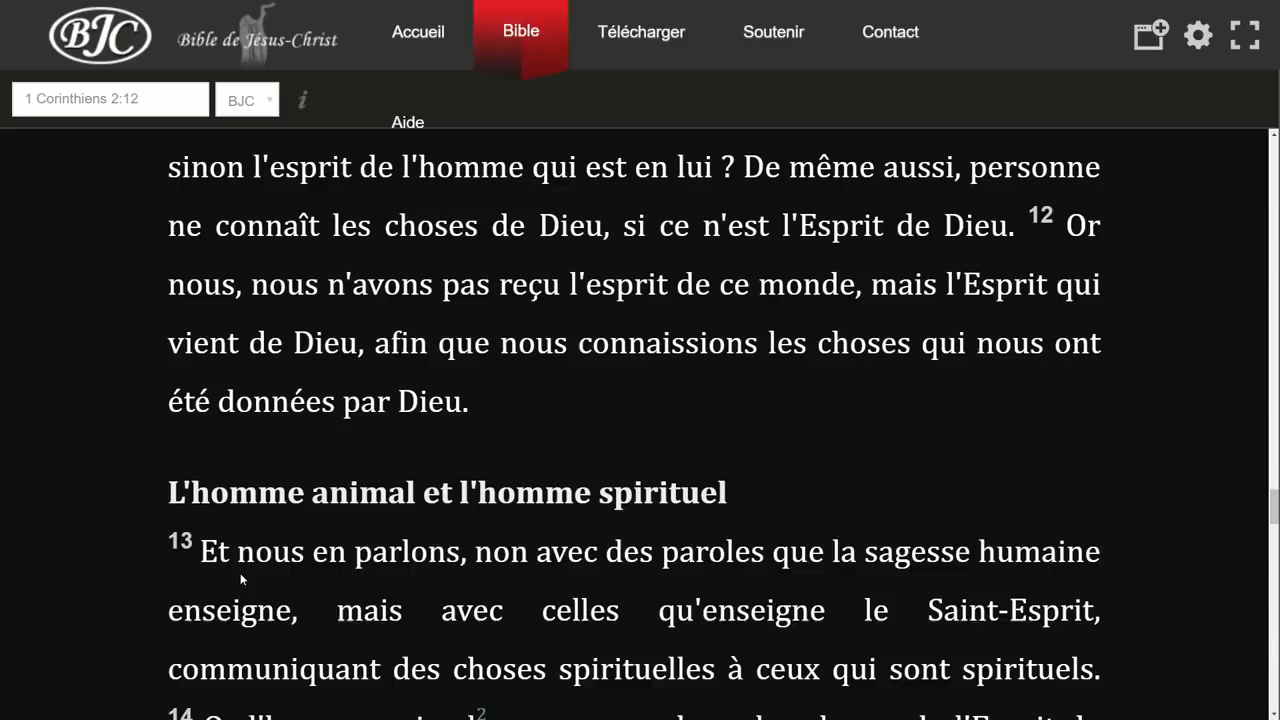 BJC
Bible de Jésus-Christ
Accueil
Bible
Télécharger
Soutenir
Contact
1 Corinthiens 2:12
BJC
i
Aide
sinon l'esprit de l'homme qui est en lui ? De même aussi, personne
ne connaît les choses de Dieu, si ce n'est l'Esprit de Dieu. 12 Or
nous, nous n'avons pas reçu l'esprit de ce monde, mais l'Esprit qui
vient de Dieu, afin que nous connaissions les choses qui nous ont
été données par Dieu.
L'homme animal et l'homme spirituel
13 Et nous en parlons, non avec des paroles que la sagesse humaine
enseigne, mais avec celles qu'enseigne le Saint-Esprit,
communiquant des choses spirituelles à ceux qui sont spirituels.
14
2